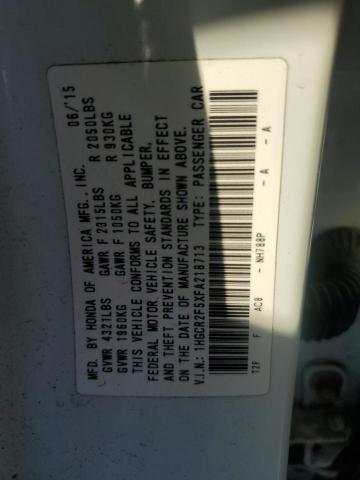 MFD. BY HONDA OF AMERICA MFG., INC. 06/'15
GVWR 4321LBS GAWR F 2315LBS R 2050LBS
GVWR 1960KG GAWR F 1050KG R 930KG
THIS VEHICLE CONFORMS TO ALL APPLICABLE
FEDERAL MOTOR VEHICLE SAFETY, BUMPER,
AND THEFT PREVENTION STANDARDS IN EFFECT
ON THE DATE OF MANUFACTURE SHOWN ABOVE.
V.I.N.: 1HGCR2F5XFA218713 TYPE: PASSENGER CAR
AC8 - NH788P - A - A
T2F F